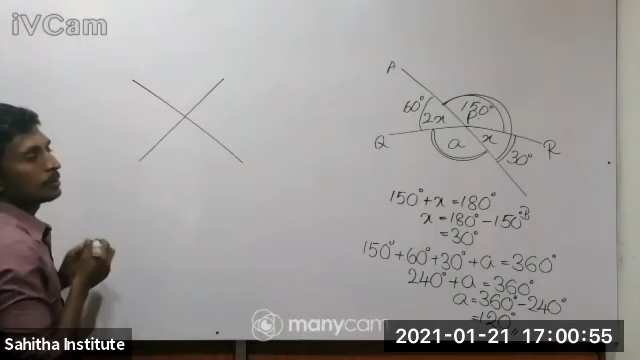 iVCam
A
60°
150°
2x
P
x
Q
a
R
30°
B
150° + x = 180°
x = 180° - 150°
= 30°
150° + 60° + 30° + a = 360°
240° + a = 360°
a = 360° - 240°
= 120°
manycam
Sahitha Institute
2021-01-21 17:00:55